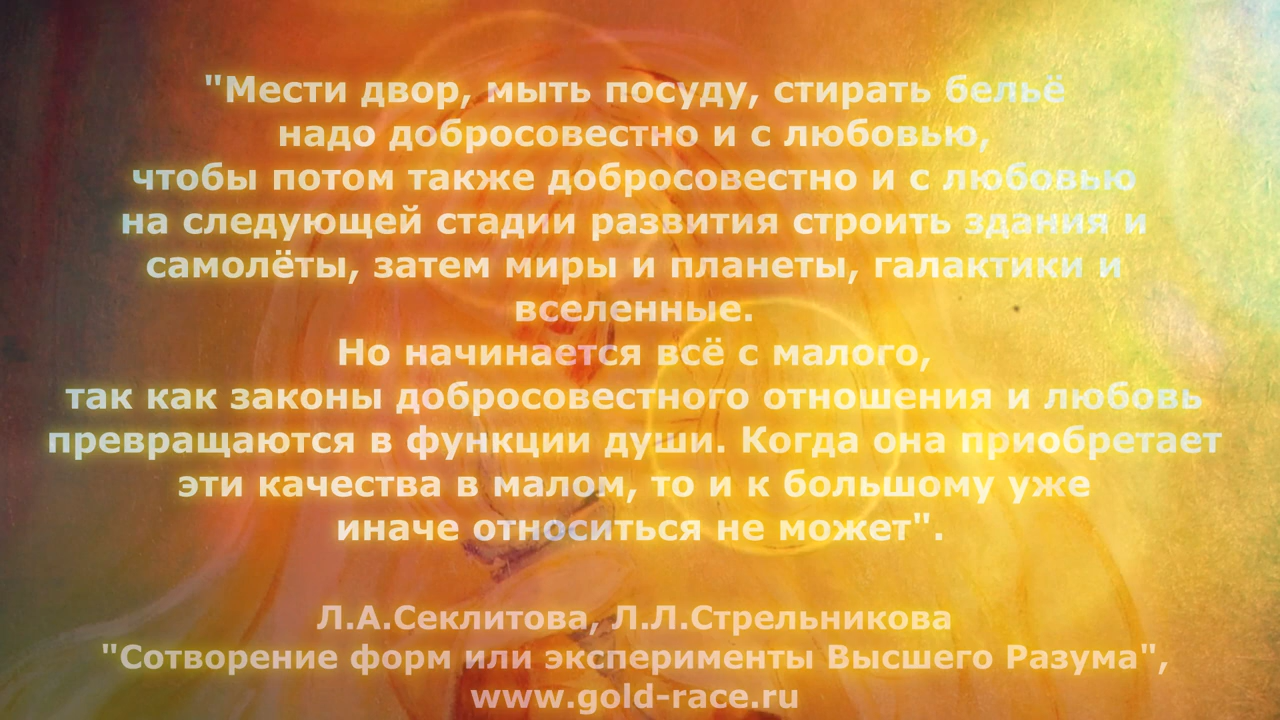 "Мести двор, мыть посуду, стирать бельё
надо добросовестно и с любовью,
чтобы потом также добросовестно и с любовью
на следующей стадии развития строить здания и
самолёты, затем миры и планеты, галактики и
вселенные.
Но начинается всё с малого,
так как законы добросовестного отношения и любовь
превращаются в функции души. Когда она приобретает
эти качества в малом, то и к большому уже
иначе относиться не может".
Л.А.Секлитова, Л.Л.Стрельникова
"Сотворение форм или эксперименты Высшего Разума",
www.gold-race.ru